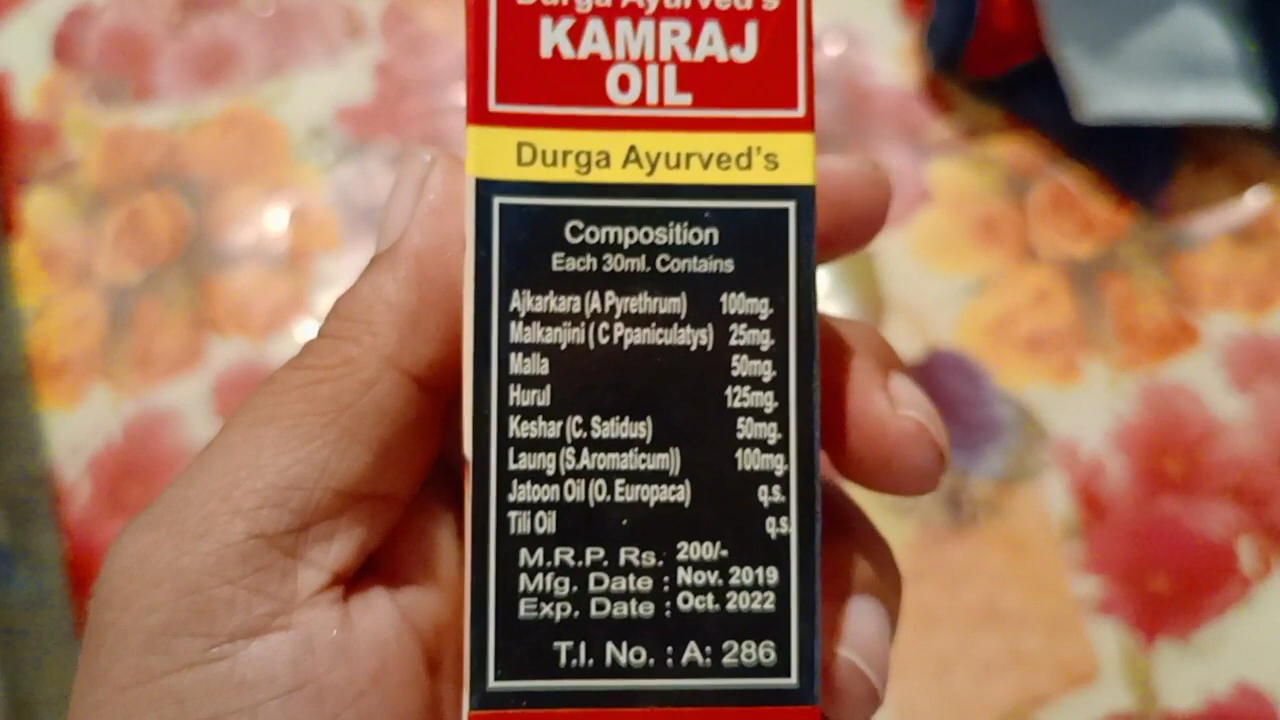 Durga Ayurved's
KAMRAJ
OIL
Durga Ayurved's
Composition
Each 30ml. Contains
Ajkarkara (A Pyrethrum) 100mg.
Malkanjini ( C Ppaniculatys) 25mg.
Malla 50mg.
Hurul 125mg.
Keshar (C. Satidus) 50mg.
Laung (S.Aromaticum)) 100mg.
Jatoon Oil (O. Europaca) q.s.
Tili Oil q.s.
M.R.P. Rs. 200/-
Mfg. Date : Nov. 2019
Exp. Date : Oct. 2022
T.I. No. : A: 286